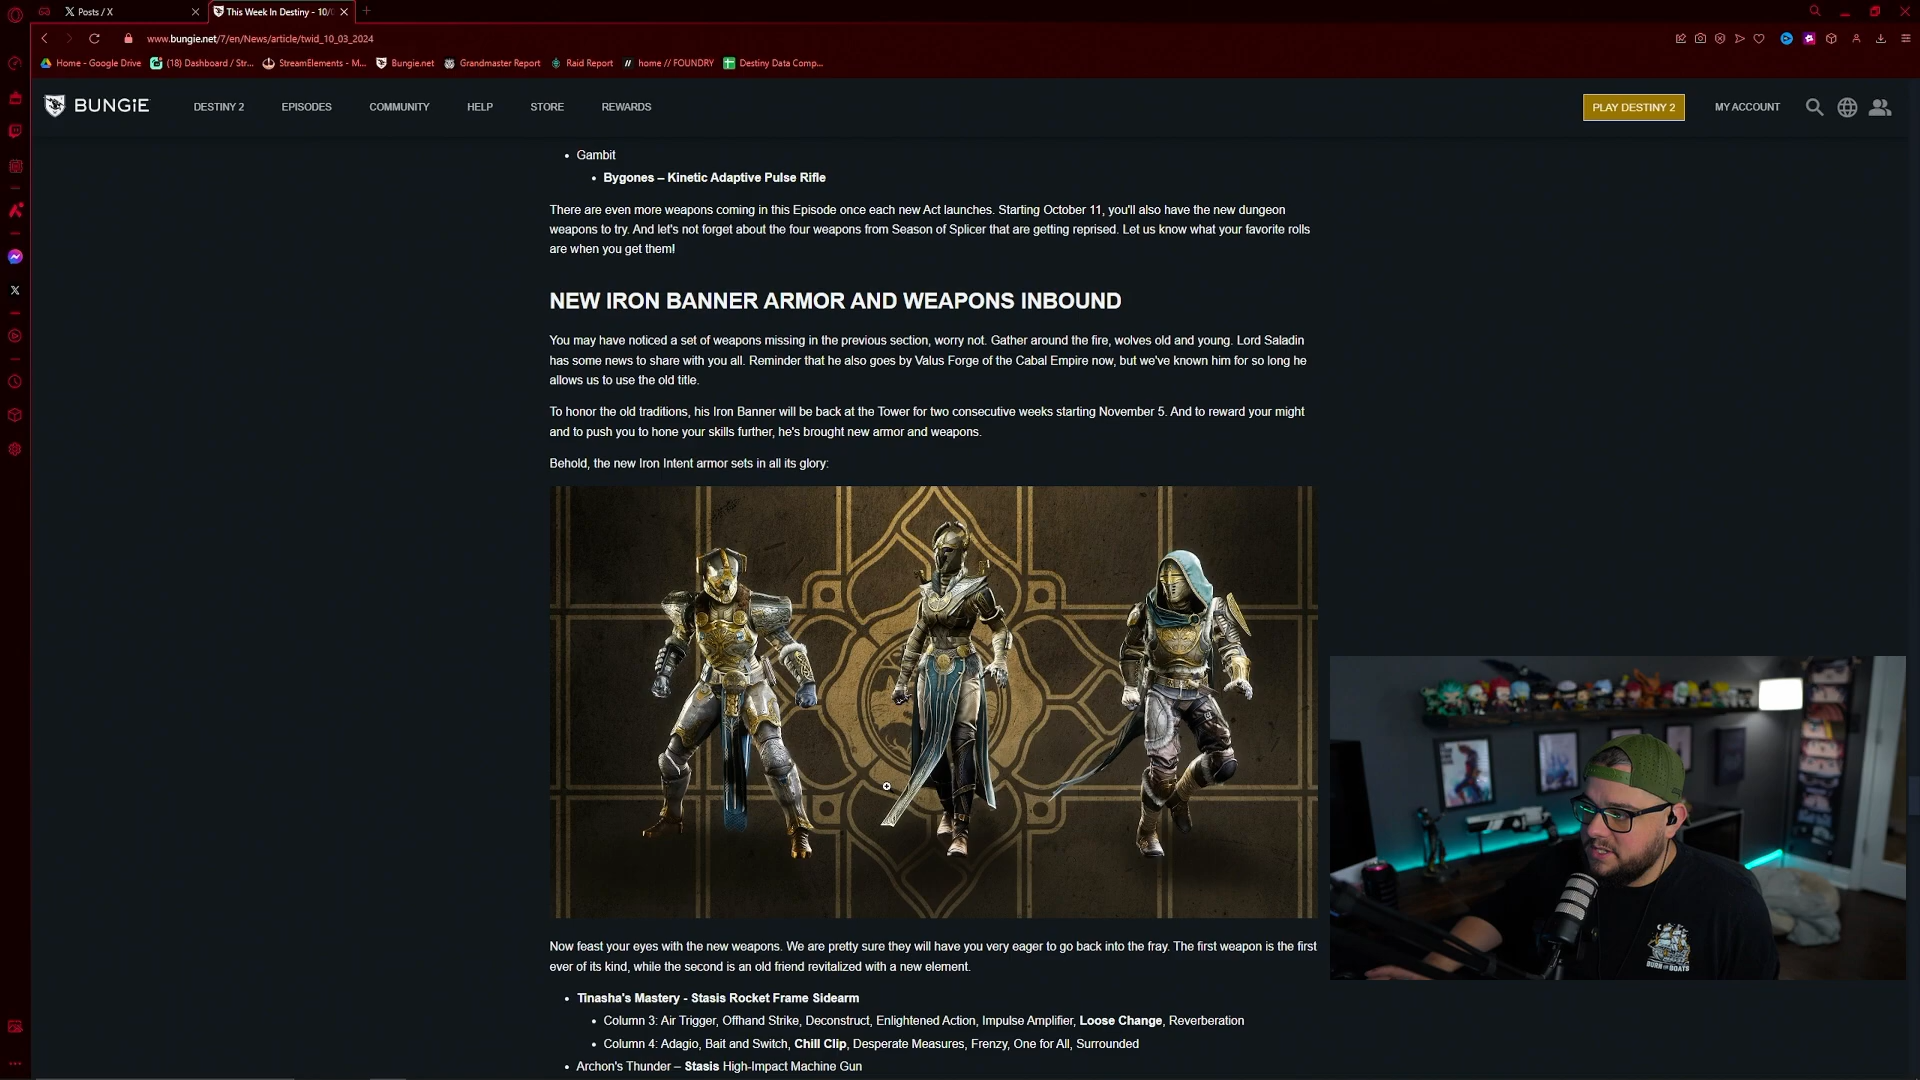 Posts / X
This Week In Destiny - 10/
www.bungie.net/7/en/News/article/twid_10_03_2024
Home - Google Drive
(18) Dashboard / Str...
StreamElements - M...
Bungie.net
Grandmaster Report
Raid Report
home // FOUNDRY
Destiny Data Comp...
BUNGiE
DESTINY 2
EPISODES
COMMUNITY
HELP
STORE
REWARDS
PLAY DESTINY 2
MY ACCOUNT
Gambit
Bygones – Kinetic Adaptive Pulse Rifle
There are even more weapons coming in this Episode once each new Act launches. Starting October 11, you'll also have the new dungeon
weapons to try. And let's not forget about the four weapons from Season of Splicer that are getting reprised. Let us know what your favorite rolls
are when you get them!
NEW IRON BANNER ARMOR AND WEAPONS INBOUND
You may have noticed a set of weapons missing in the previous section, worry not. Gather around the fire, wolves old and young. Lord Saladin
has some news to share with you all. Reminder that he also goes by Valus Forge of the Cabal Empire now, but we've known him for so long he
allows us to use the old title.
To honor the old traditions, his Iron Banner will be back at the Tower for two consecutive weeks starting November 5. And to reward your might
and to push you to hone your skills further, he's brought new armor and weapons.
Behold, the new Iron Intent armor sets in all its glory:
Now feast your eyes with the new weapons. We are pretty sure they will have you very eager to go back into the fray. The first weapon is the first
ever of its kind, while the second is an old friend revitalized with a new element.
Tinasha's Mastery - Stasis Rocket Frame Sidearm
Column 3: Air Trigger, Offhand Strike, Deconstruct, Enlightened Action, Impulse Amplifier, Loose Change, Reverberation
Column 4: Adagio, Bait and Switch, Chill Clip, Desperate Measures, Frenzy, One for All, Surrounded
Archon's Thunder – Stasis High-Impact Machine Gun
BURN THE BOATS